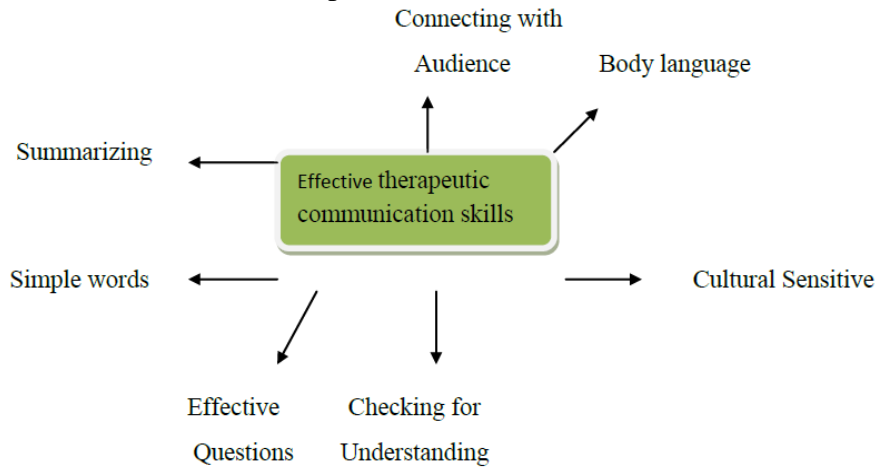 Connecting with
Audience
Body language
Summarizing
Effective therapeutic
communication skills
Simple words
Cultural Sensitive
Effective
Questions
Checking for
Understanding